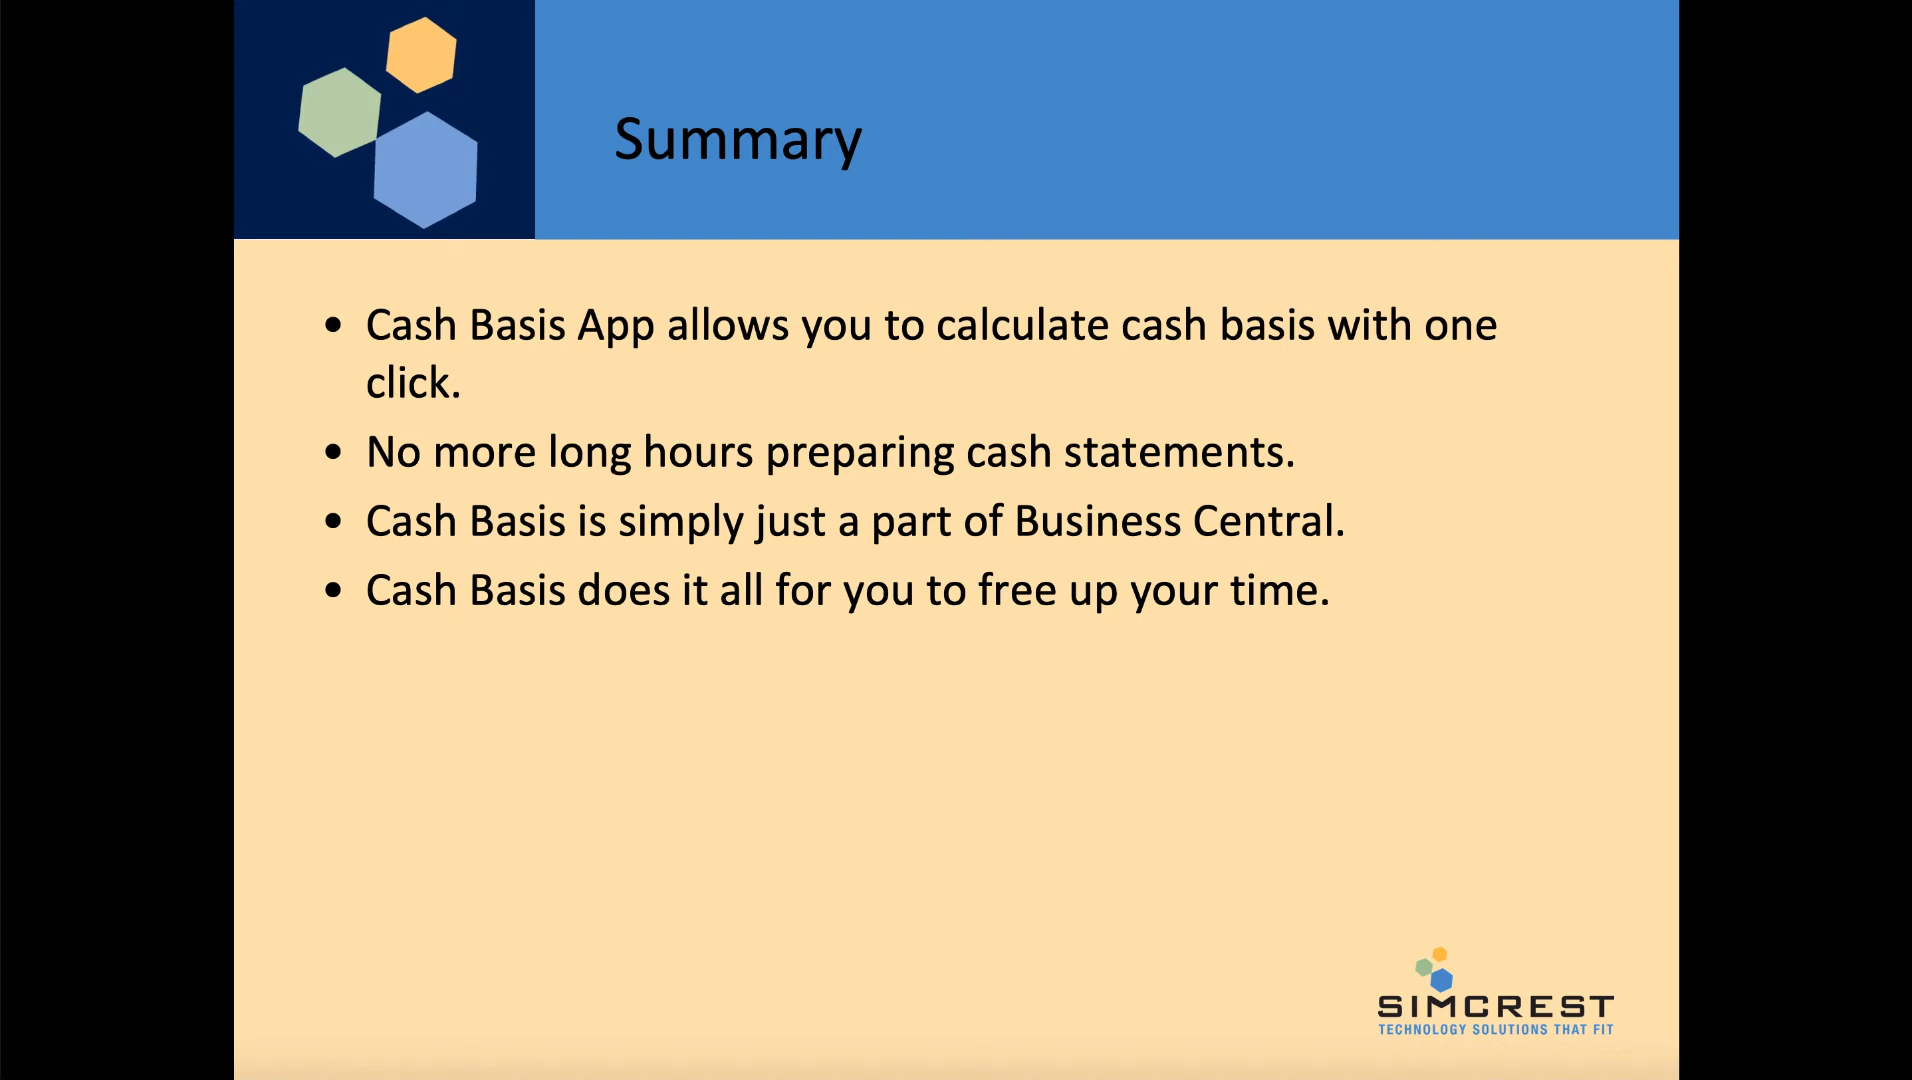 Summary
• Cash Basis App allows you to calculate cash basis with one
click.
• No more long hours preparing cash statements.
• Cash Basis is simply just a part of Business Central.
• Cash Basis does it all for you to free up your time.
SIMCREST
TECHNOLOGY SOLUTIONS THAT FIT